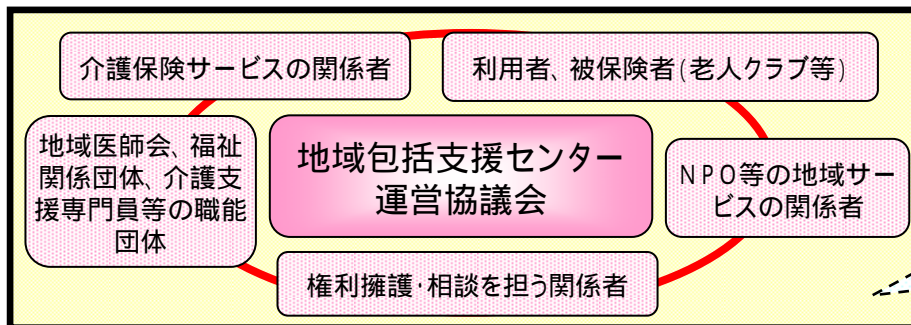 介護保険サービスの関係者
利用者、被保険者(老人クラブ等)
地域医師会、福祉
関係団体、介護支
援専門員等の職能
団体
地域包括支援センター
運営協議会
NPO等の地域サー
ビスの関係者
権利擁護・相談を担う関係者